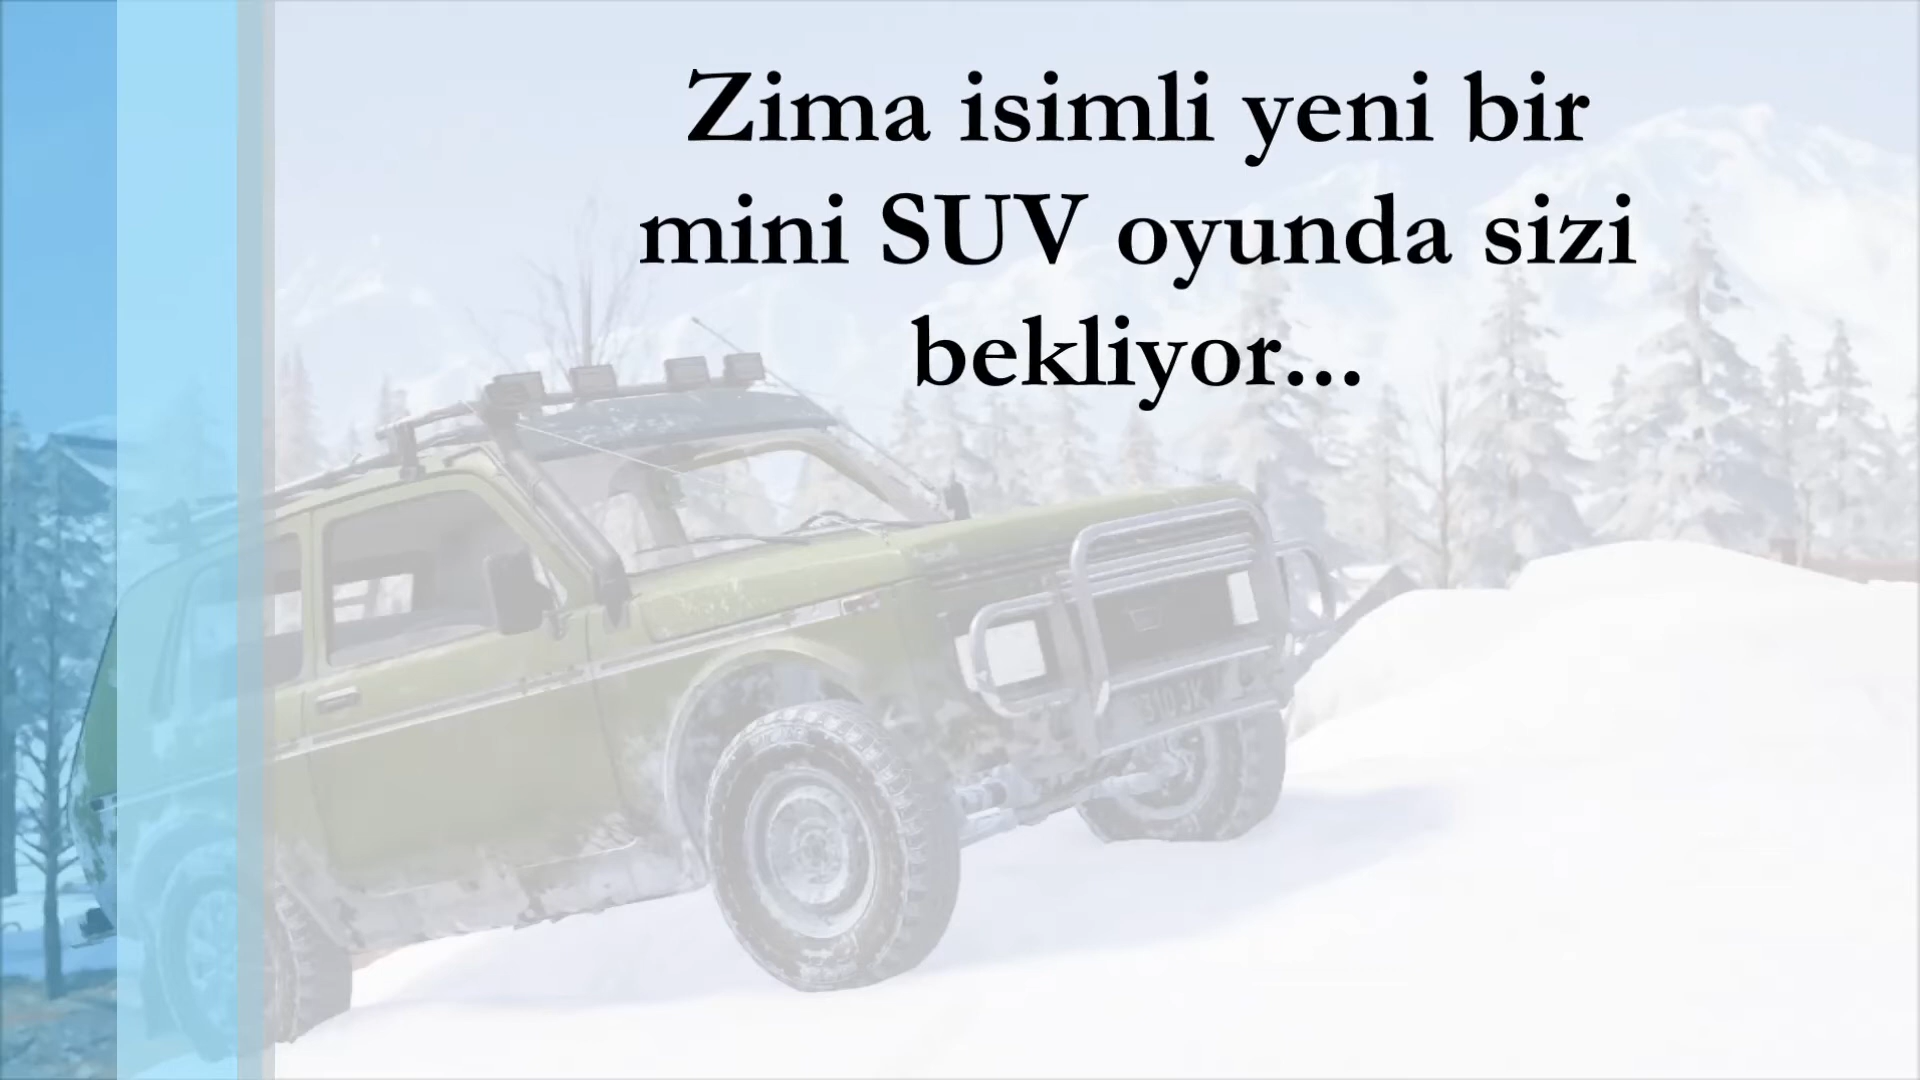 Zima isimli yeni bir
mini SUV oyunda sizi
bekliyor...